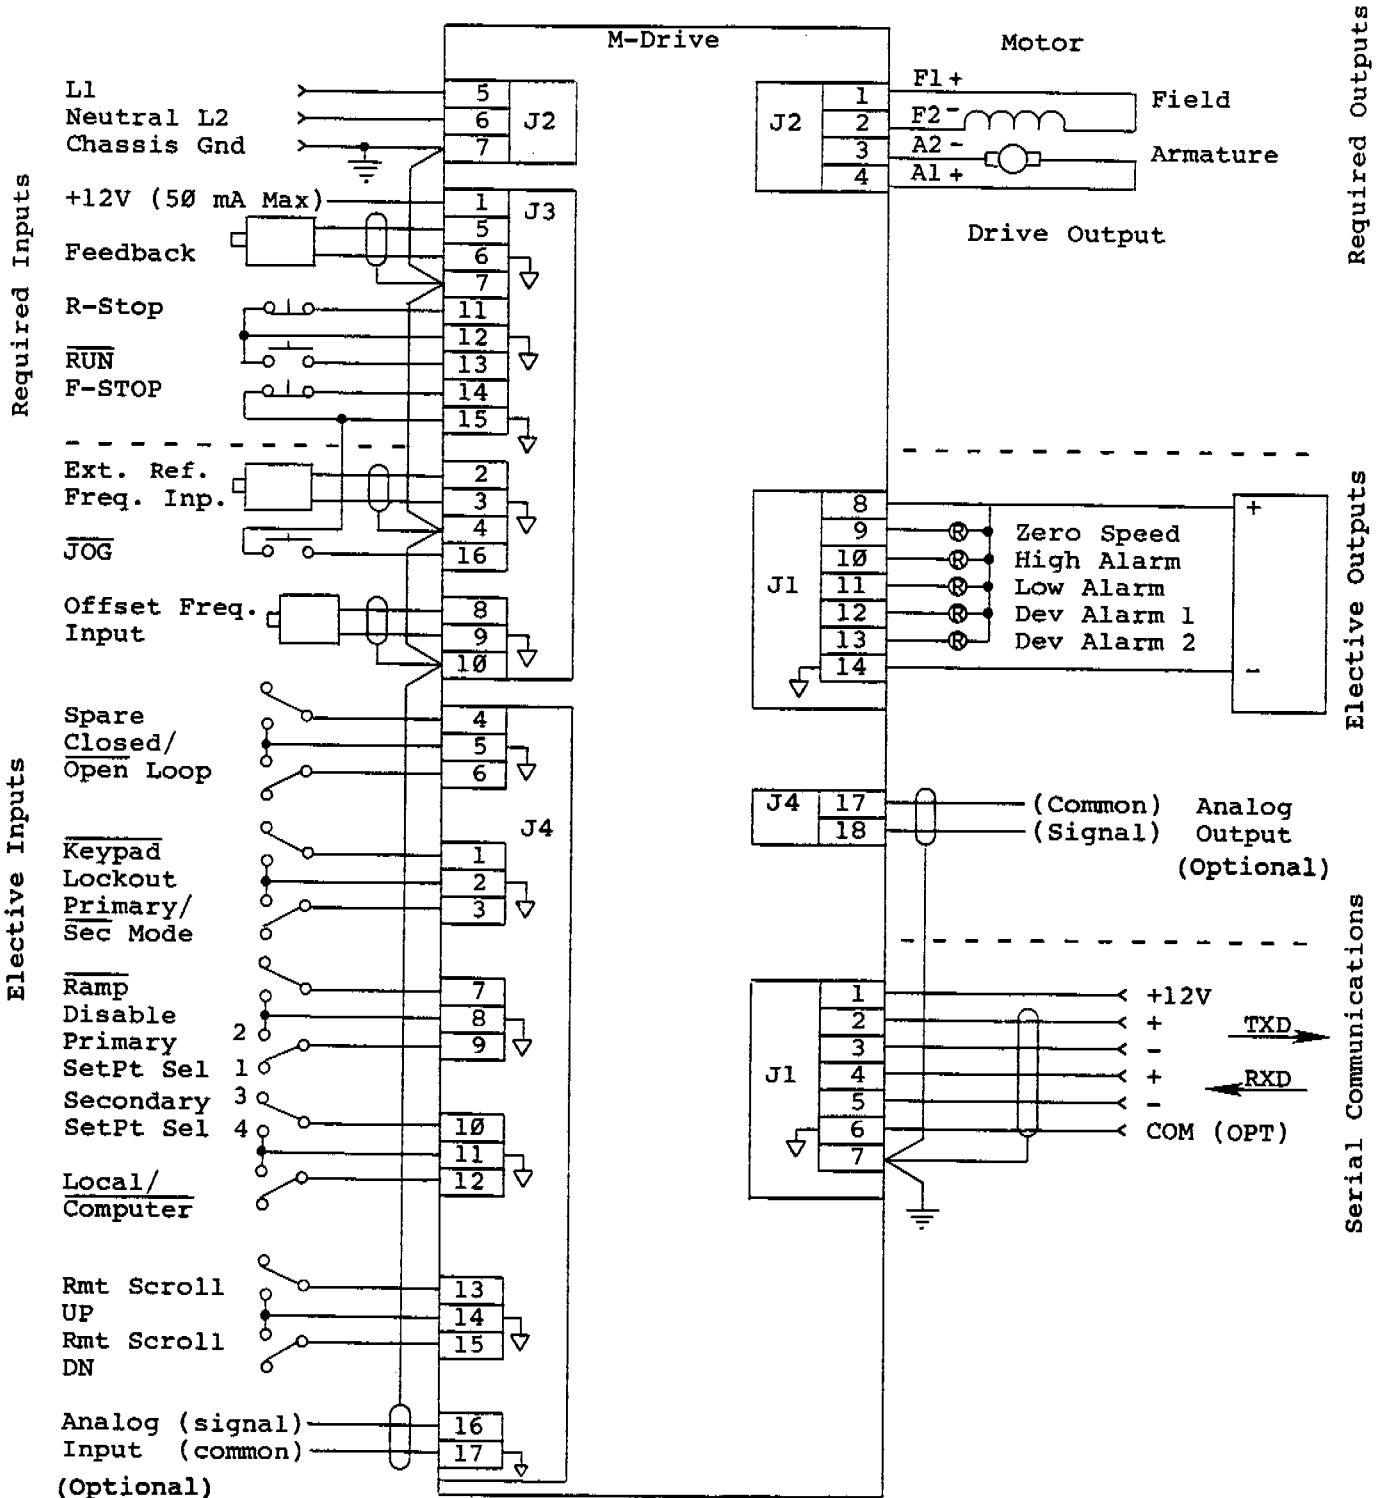 M-Drive
Required Inputs
L1 5
Neutral L2 6 J2
Chassis Gnd 7
+12V (5Ø mA Max) 1 J3
5
Feedback 6
7
R-Stop 11
12
RUN 13
F-STOP 14
15
Elective Inputs
Ext. Ref. 2
Freq. Inp. 3
4
JOG 16
Offset Freq. 8
Input 9
1Ø
Spare 4
Closed/ 5
Open Loop 6
J4
Keypad 1
Lockout 2
Primary/ 3
Sec Mode
Ramp 7
Disable 8
Primary 2 9
SetPt Sel 1
Secondary 3
SetPt Sel 4 1Ø
11
Local/ 12
Computer
Rmt Scroll 13
UP 14
Rmt Scroll 15
DN
Analog (signal) 16
Input (common) 17
(Optional)
Motor
Required Outputs
J2 1 F1+ Field
2 F2-
3 A2- Armature
4 A1+
Drive Output
Elective Outputs
8 +
9 R Zero Speed
1Ø R High Alarm
J1 11 R Low Alarm
12 R Dev Alarm 1
13 R Dev Alarm 2
14 -
J4 17 (Common) Analog
18 (Signal) Output
(Optional)
Serial Communications
1 +12V
2 + TXD
3 -
J1 4 + RXD
5 -
6 COM (OPT)
7